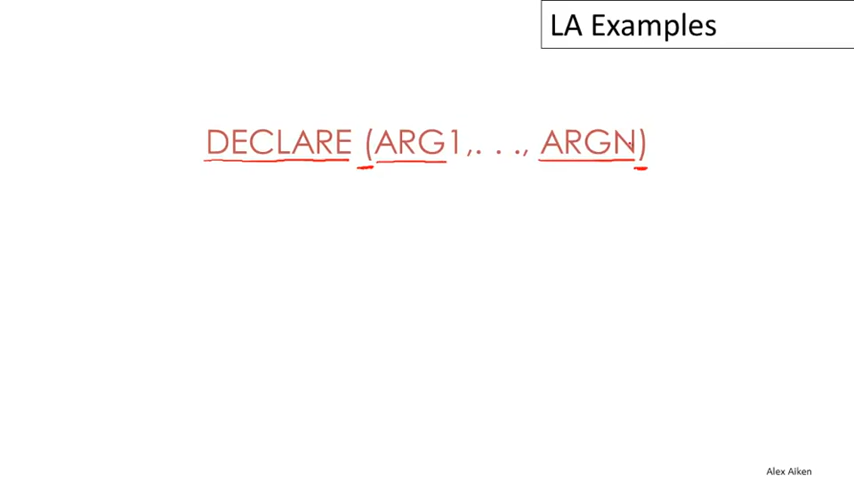 LA Examples
DECLARE (ARG1,. . ., ARGN)
Alex Aiken